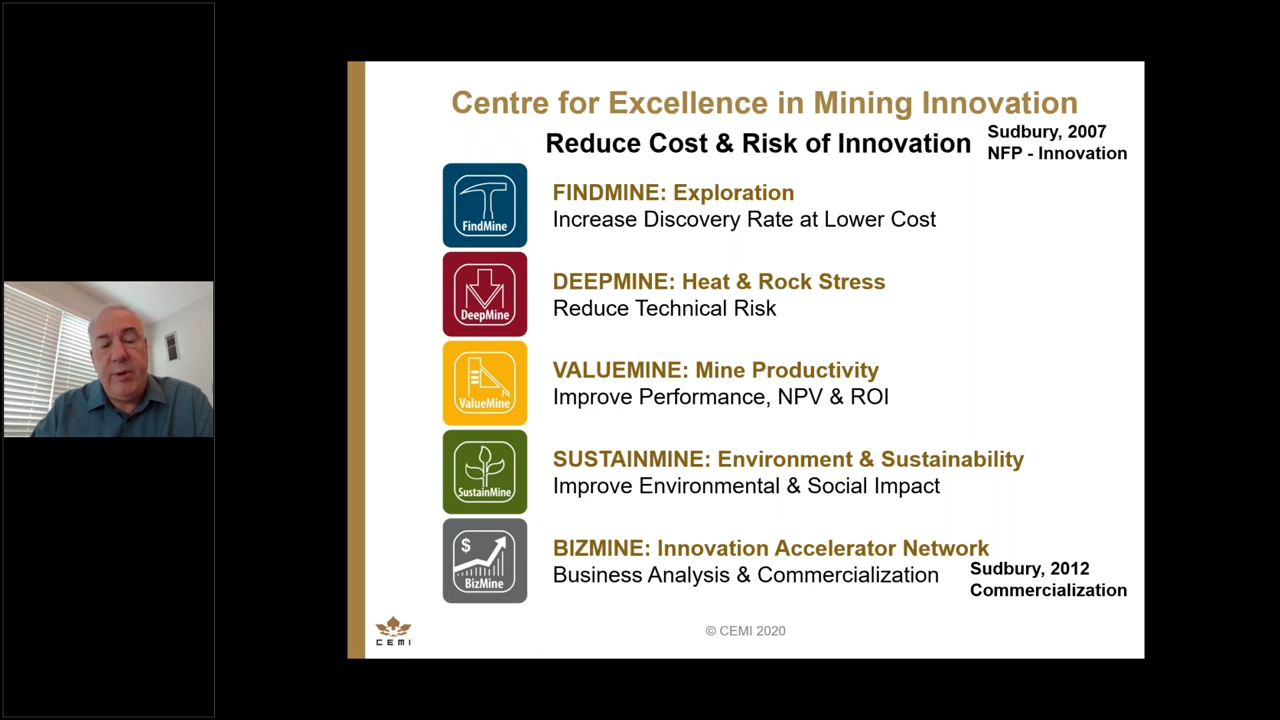 Centre for Excellence in Mining Innovation
Reduce Cost & Risk of Innovation
Sudbury, 2007
NFP - Innovation
FindMine
FINDMINE: Exploration
Increase Discovery Rate at Lower Cost
DeepMine
DEEPMINE: Heat & Rock Stress
Reduce Technical Risk
ValueMine
VALUEMINE: Mine Productivity
Improve Performance, NPV & ROI
SustainMine
SUSTAINMINE: Environment & Sustainability
Improve Environmental & Social Impact
$
BizMine
BIZMINE: Innovation Accelerator Network
Business Analysis & Commercialization
Sudbury, 2012
Commercialization
CEMI
© CEMI 2020